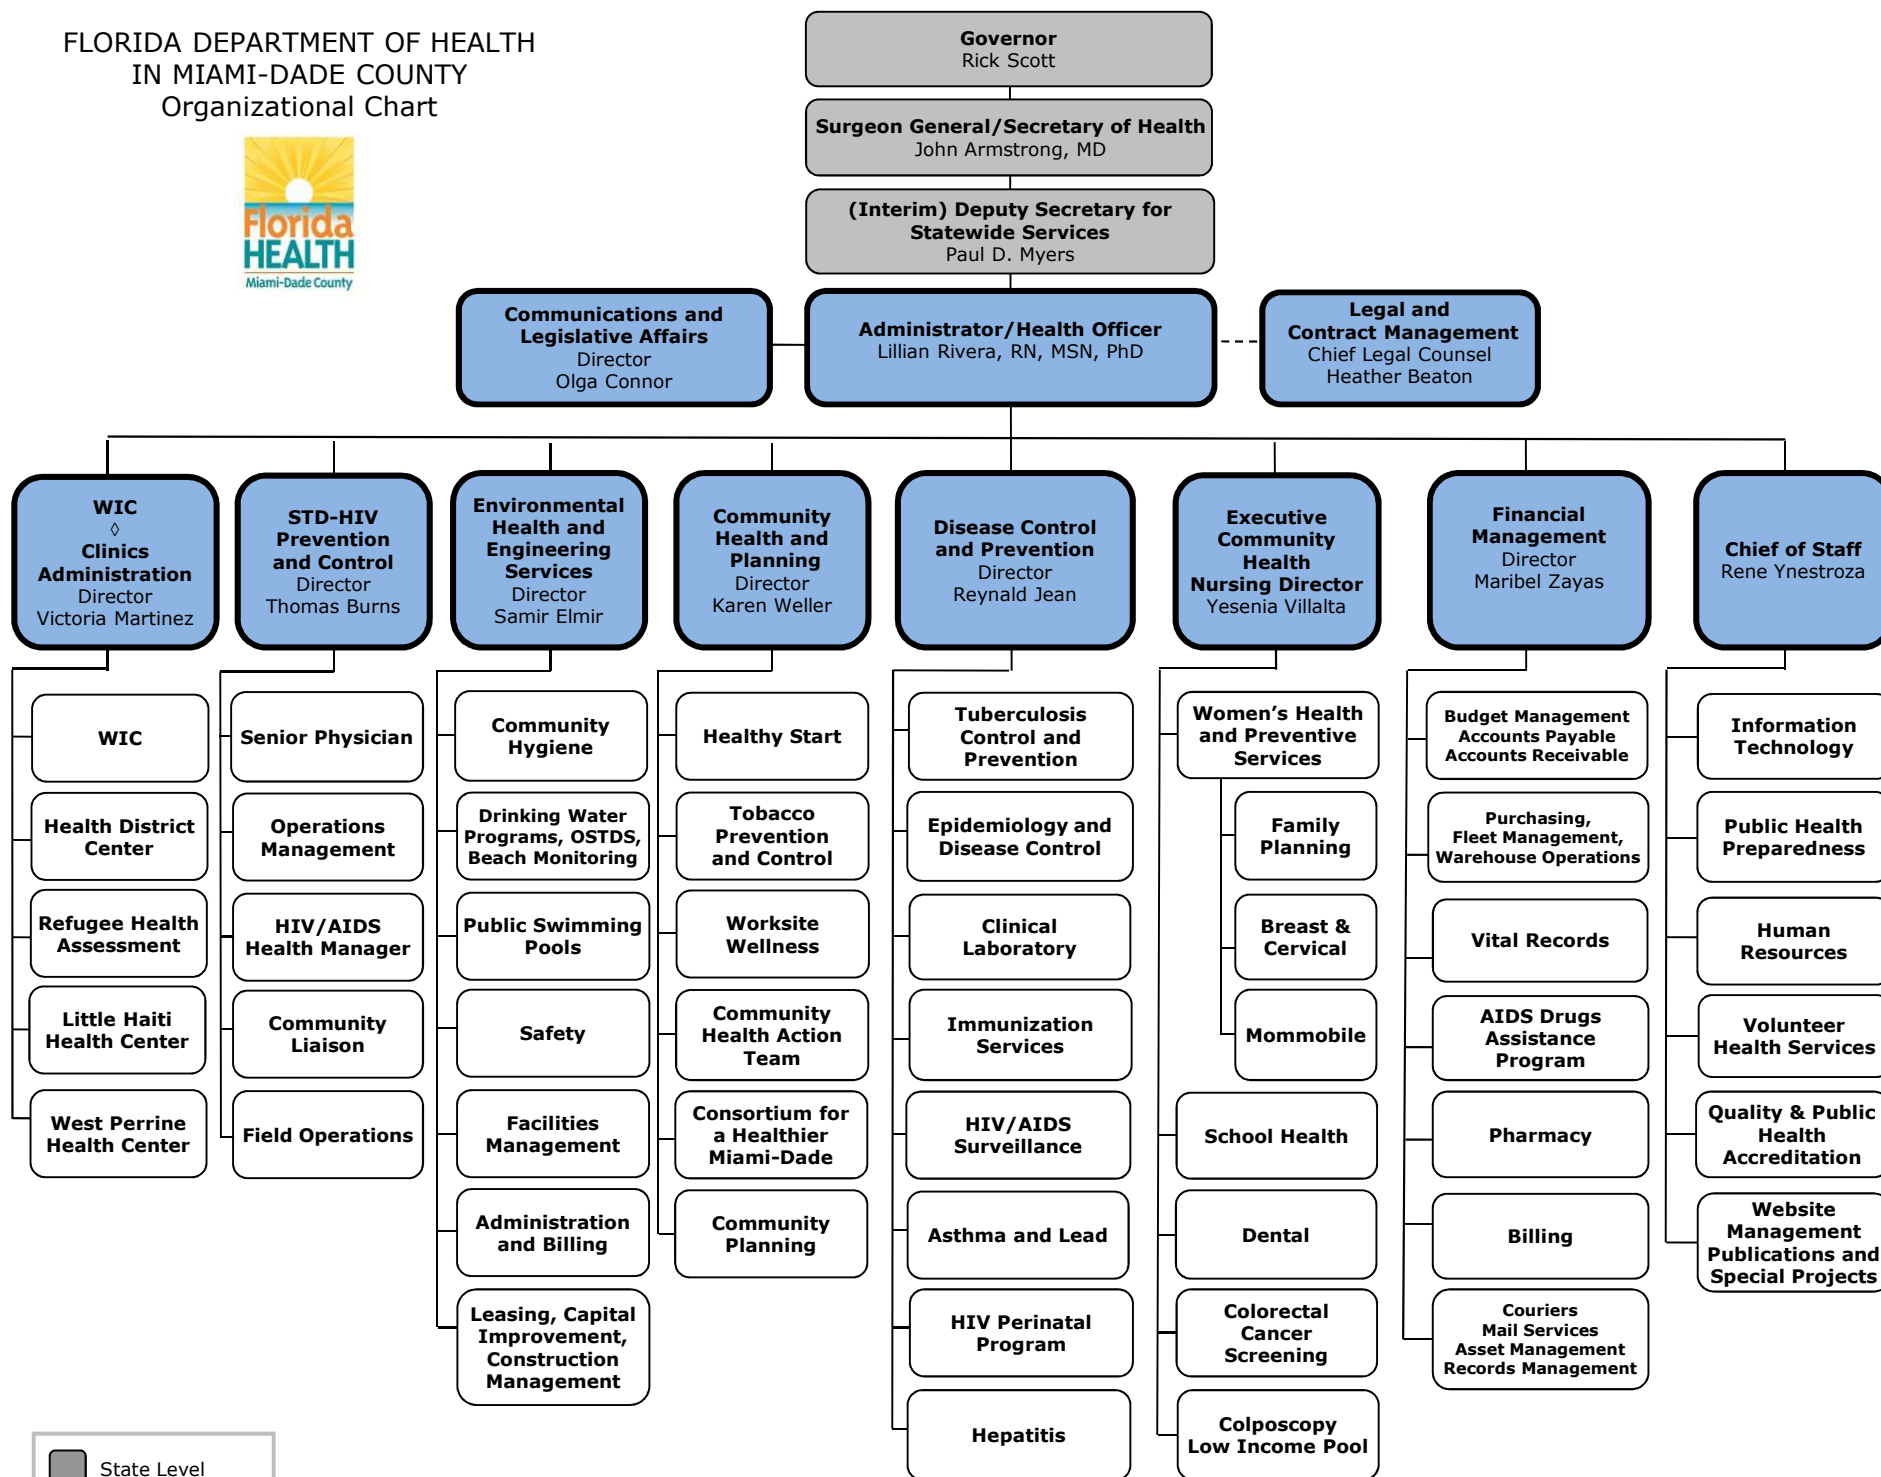 FLORIDA DEPARTMENT OF HEALTH
IN MIAMI-DADE COUNTY
Organizational Chart
Florida
HEALTH
Miami-Dade County
Governor
Rick Scott
Surgeon General/Secretary of Health
John Armstrong, MD
(Interim) Deputy Secretary for
Statewide Services
Paul D. Myers
Communications and
Legislative Affairs
Director
Olga Connor
Administrator/Health Officer
Lillian Rivera, RN, MSN, PhD
Legal and
Contract Management
Chief Legal Counsel
Heather Beaton
WIC
◊
Clinics
Administration
Director
Victoria Martinez
STD-HIV
Prevention
and Control
Director
Thomas Burns
Environmental
Health and
Engineering
Services
Director
Samir Elmir
Community
Health and
Planning
Director
Karen Weller
Disease Control
and Prevention
Director
Reynald Jean
Executive
Community
Health
Nursing Director
Yesenia Villalta
Financial
Management
Director
Maribel Zayas
Chief of Staff
Rene Ynestroza
WIC
Health District
Center
Refugee Health
Assessment
Little Haiti
Health Center
West Perrine
Health Center
Senior Physician
Operations
Management
HIV/AIDS
Health Manager
Community
Liaison
Field Operations
Community
Hygiene
Drinking Water
Programs, OSTDS,
Beach Monitoring
Public Swimming
Pools
Safety
Facilities
Management
Administration
and Billing
Leasing, Capital
Improvement,
Construction
Management
Healthy Start
Tobacco
Prevention
and Control
Worksite
Wellness
Community
Health Action
Team
Consortium for
a Healthier
Miami-Dade
Community
Planning
Tuberculosis
Control and
Prevention
Epidemiology and
Disease Control
Clinical
Laboratory
Immunization
Services
HIV/AIDS
Surveillance
Asthma and Lead
HIV Perinatal
Program
Hepatitis
Women’s Health
and Preventive
Services
Family
Planning
Breast &
Cervical
Mommobile
School Health
Dental
Colorectal
Cancer
Screening
Colposcopy
Low Income Pool
Budget Management
Accounts Payable
Accounts Receivable
Purchasing,
Fleet Management,
Warehouse Operations
Vital Records
AIDS Drugs
Assistance
Program
Pharmacy
Billing
Couriers
Mail Services
Asset Management
Records Management
Information
Technology
Public Health
Preparedness
Human
Resources
Volunteer
Health Services
Quality & Public
Health
Accreditation
Website
Management
Publications and
Special Projects
State Level